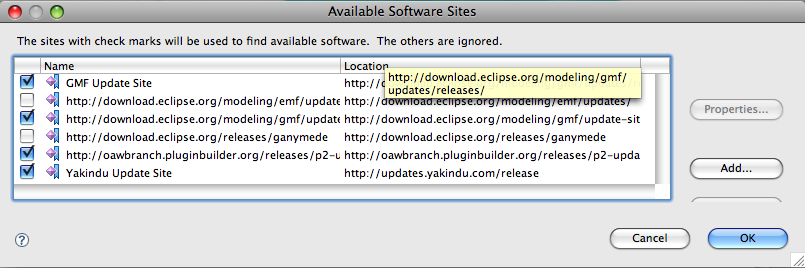 Available Software Sites
The sites with check marks will be used to find available software. The others are ignored.
Name Location
GMF Update Site http://d
http://download.eclipse.org/modeling/gmf/
updates/releases/
http://download.eclipse.org/modeling/emf/update http://download.eclipse.org/modeling/emf/updates/
http://download.eclipse.org/modeling/gmf/update http://download.eclipse.org/modeling/gmf/update-sit
http://download.eclipse.org/releases/ganymede http://download.eclipse.org/releases/ganymede
http://oawbranch.pluginbuilder.org/releases/p2-u http://oawbranch.pluginbuilder.org/releases/p2-upda
Yakindu Update Site http://updates.yakindu.com/release
Properties...
Add...
?
Cancel OK